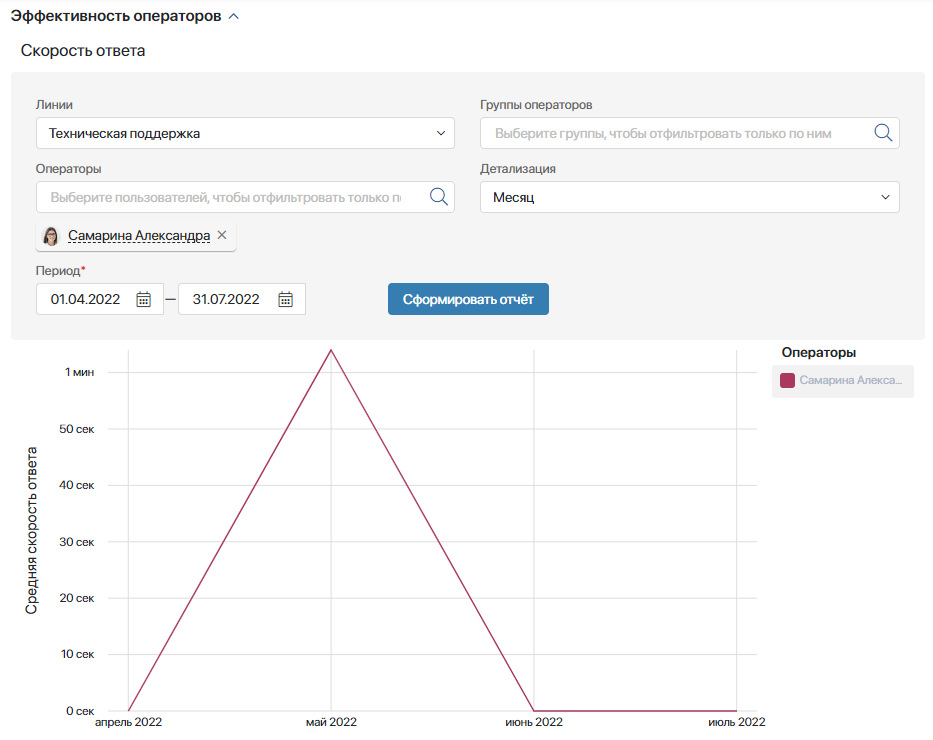 Эффективность операторов
Скорость ответа
Линии
Группы операторов
Техническая поддержка
Выберите группы, чтобы отфильтровать только по ним
Операторы
Детализация
Выберите пользователей, чтобы отфильтровать только п
Месяц
Самарина Александра
Период*
01.04.2022 — 31.07.2022
Сформировать отчёт
Операторы
Самарина Алекса...
Средняя скорость ответа
1 мин
50 сек
40 сек
30 сек
20 сек
10 сек
0 сек
апрель 2022 май 2022 июнь 2022 июль 2022